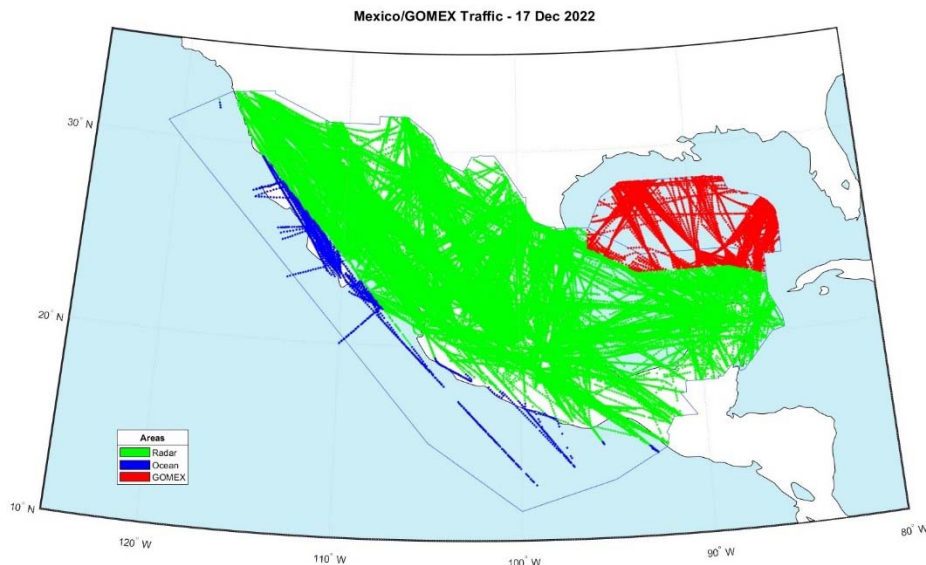 Mexico/GOMEX Traffic - 17 Dec 2022
30° N
20° N
10° N
120° W
110° W
100° W
90° W
80° W
Areas
Radar
Ocean
GOMEX